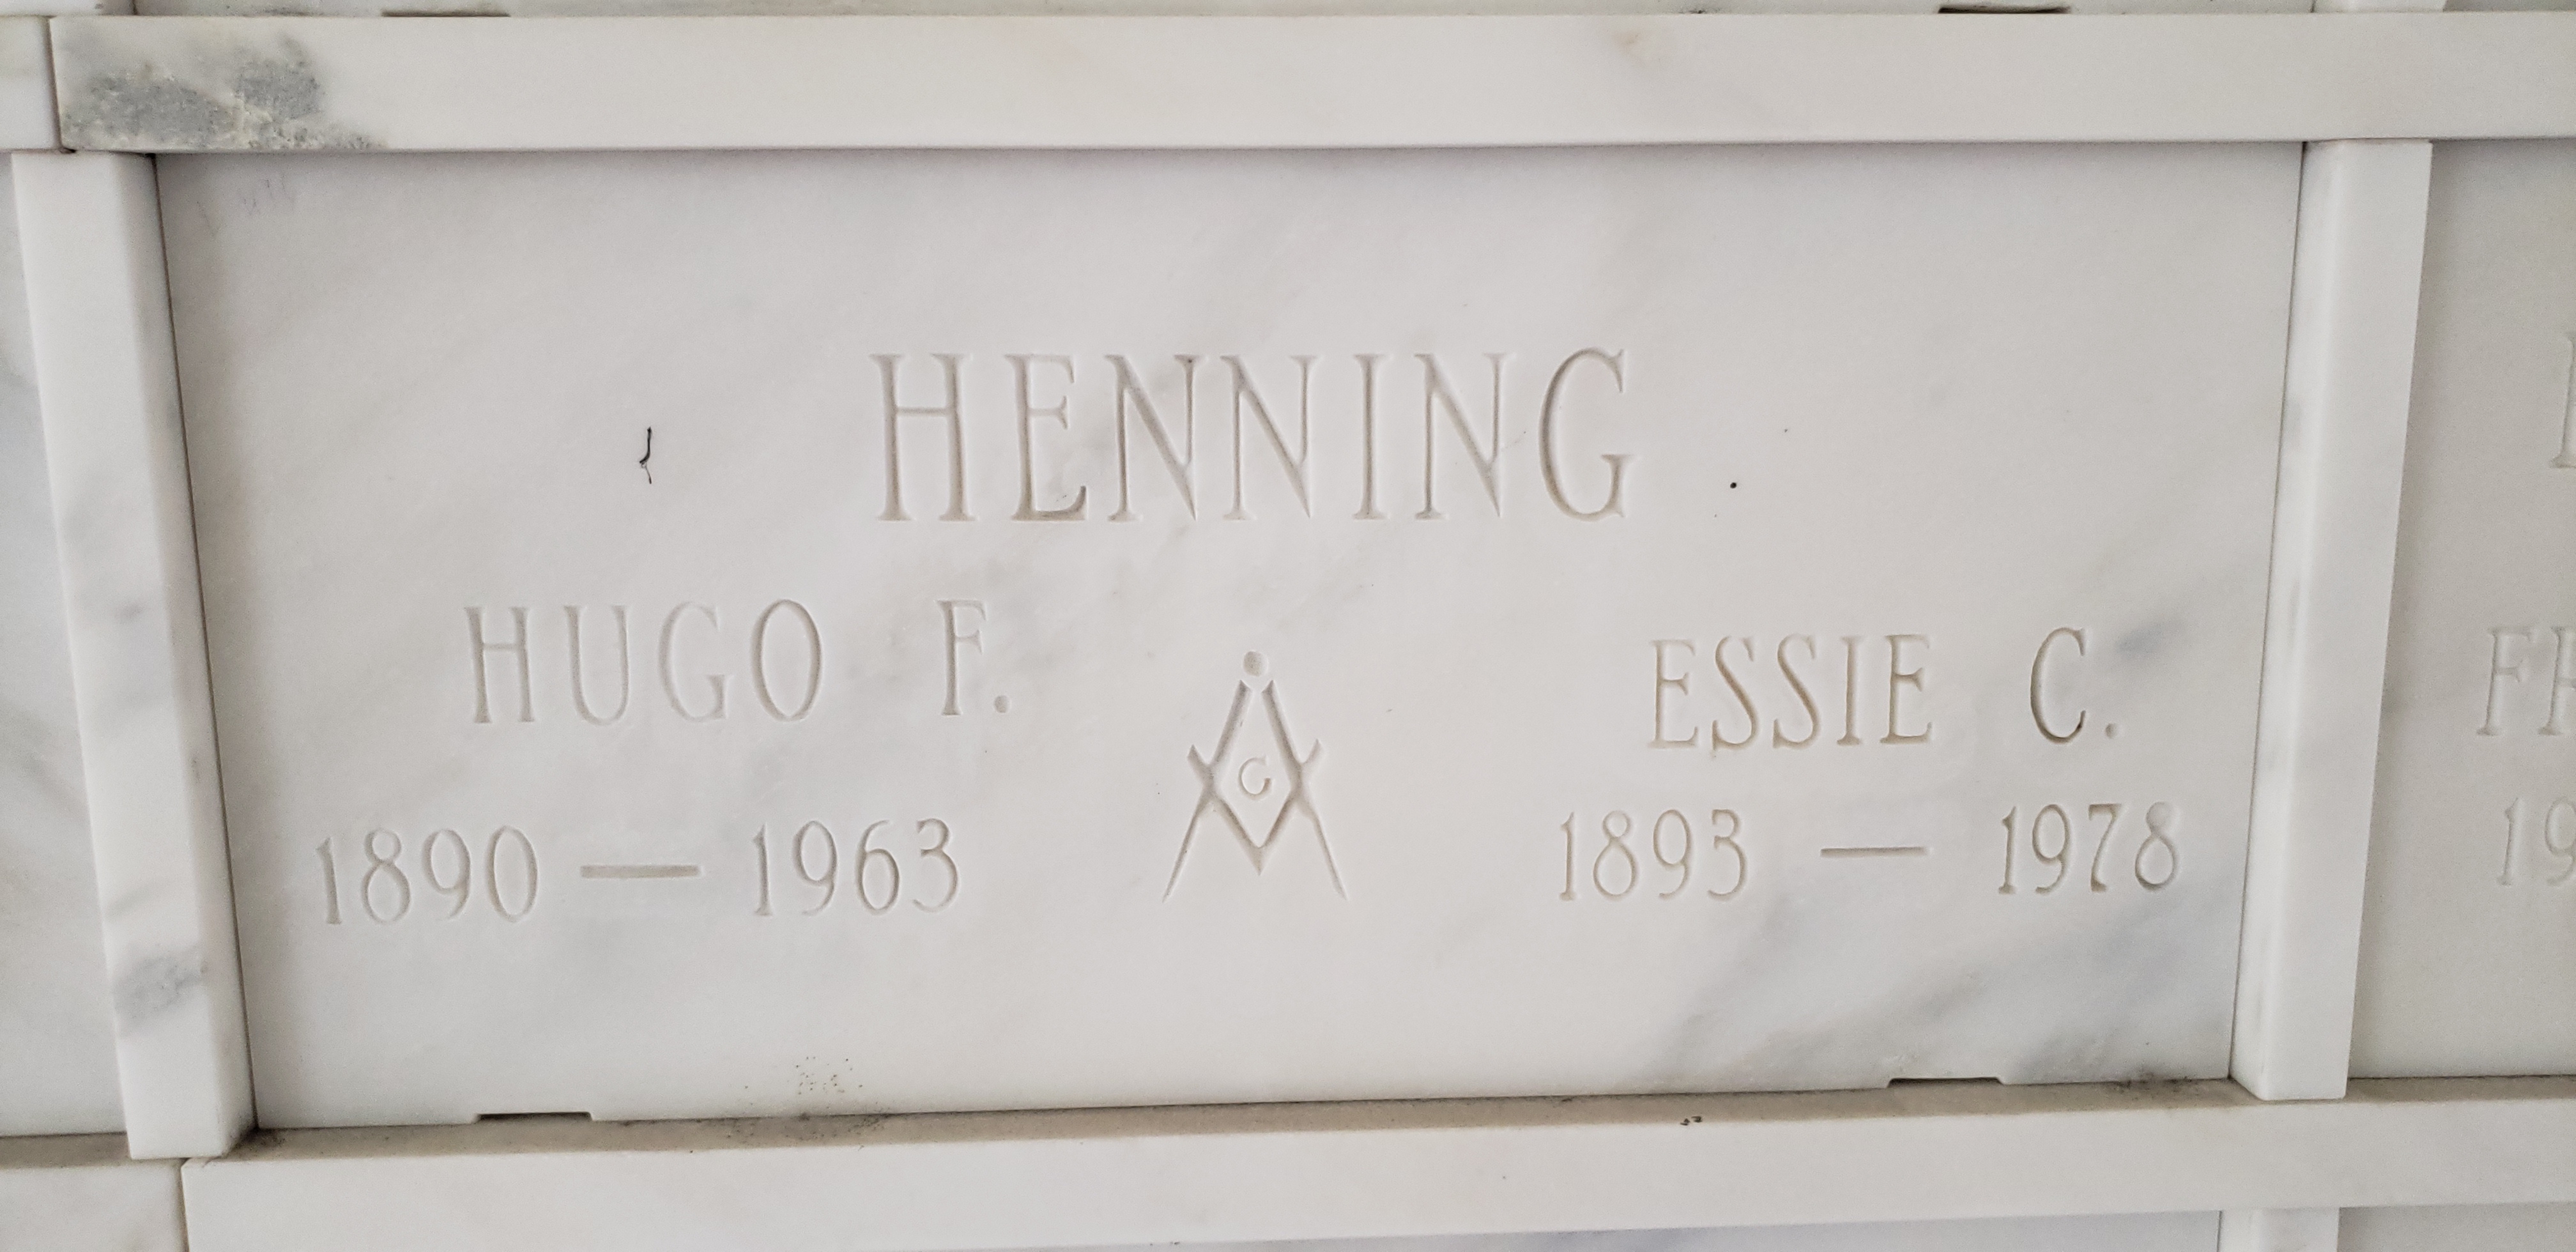 HENNING
HUGO F.
ESSIE C.
G
1890 — 1963
1893 — 1978